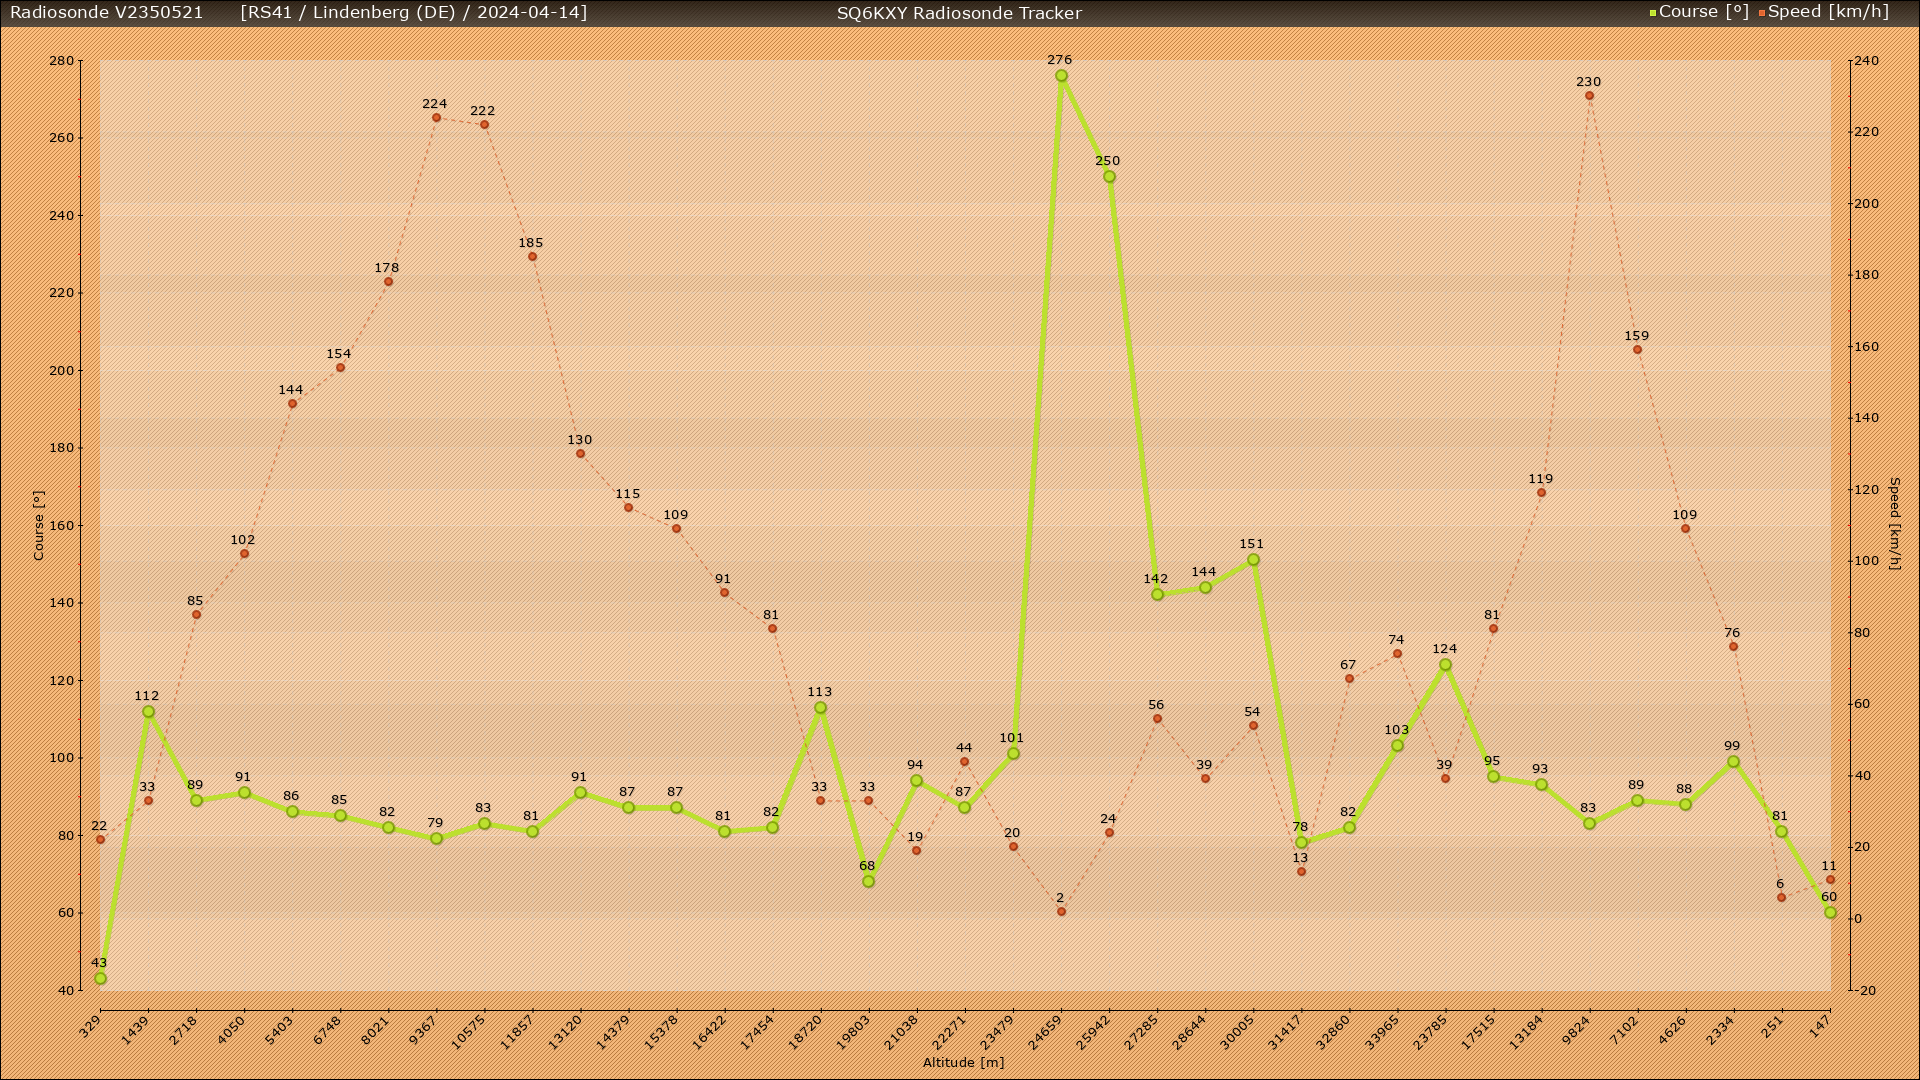 Radiosonde V2350521 [RS41 / Lindenberg (DE) / 2024-04-14] SQ6KXY Radiosonde Tracker Course [°] Speed [km/h]
280 260 240 220 200 180 160 140 120 100 80 60 40
Course [°]
43 112 89 91 86 85 82 79 83 81 91 87 87 81 82 113 68 94 87 101 276 250 142 144 151 78 82 103 124 95 93 83 89 88 99 81 60
22 33 85 102 144 154 178 224 222 185 130 115 109 91 81 33 33 19 44 20 2 24 56 39 54 13 67 74 39 81 119 230 159 109 76 6 11
240 220 200 180 160 140 120 100 80 60 40 20 0 -20
Speed [km/h]
329 1439 2718 4050 5403 6748 8021 9367 10575 11857 13120 14379 15378 16422 17454 18720 19803 21038 22271 23479 24659 25942 27285 28644 30005 31417 32860 33965 23785 17515 13184 9824 7102 4626 2334 251 147
Altitude [m]